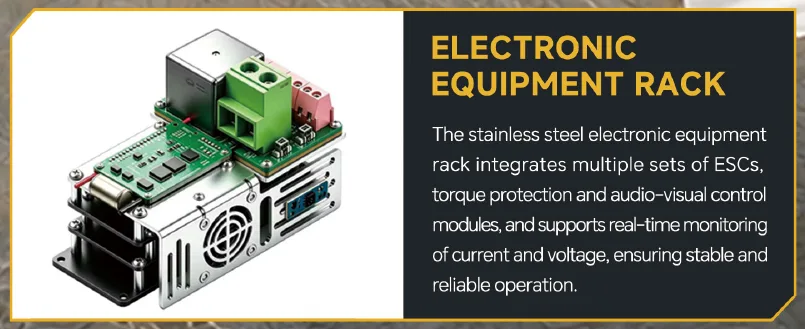 ELECTRONIC
EQUIPMENT RACK
The stainless steel electronic equipment
rack integrates multiple sets of ESCs,
torque protection and audio-visual control
modules, and supports real-time monitoring
of current and voltage, ensuring stable and
reliable operation.